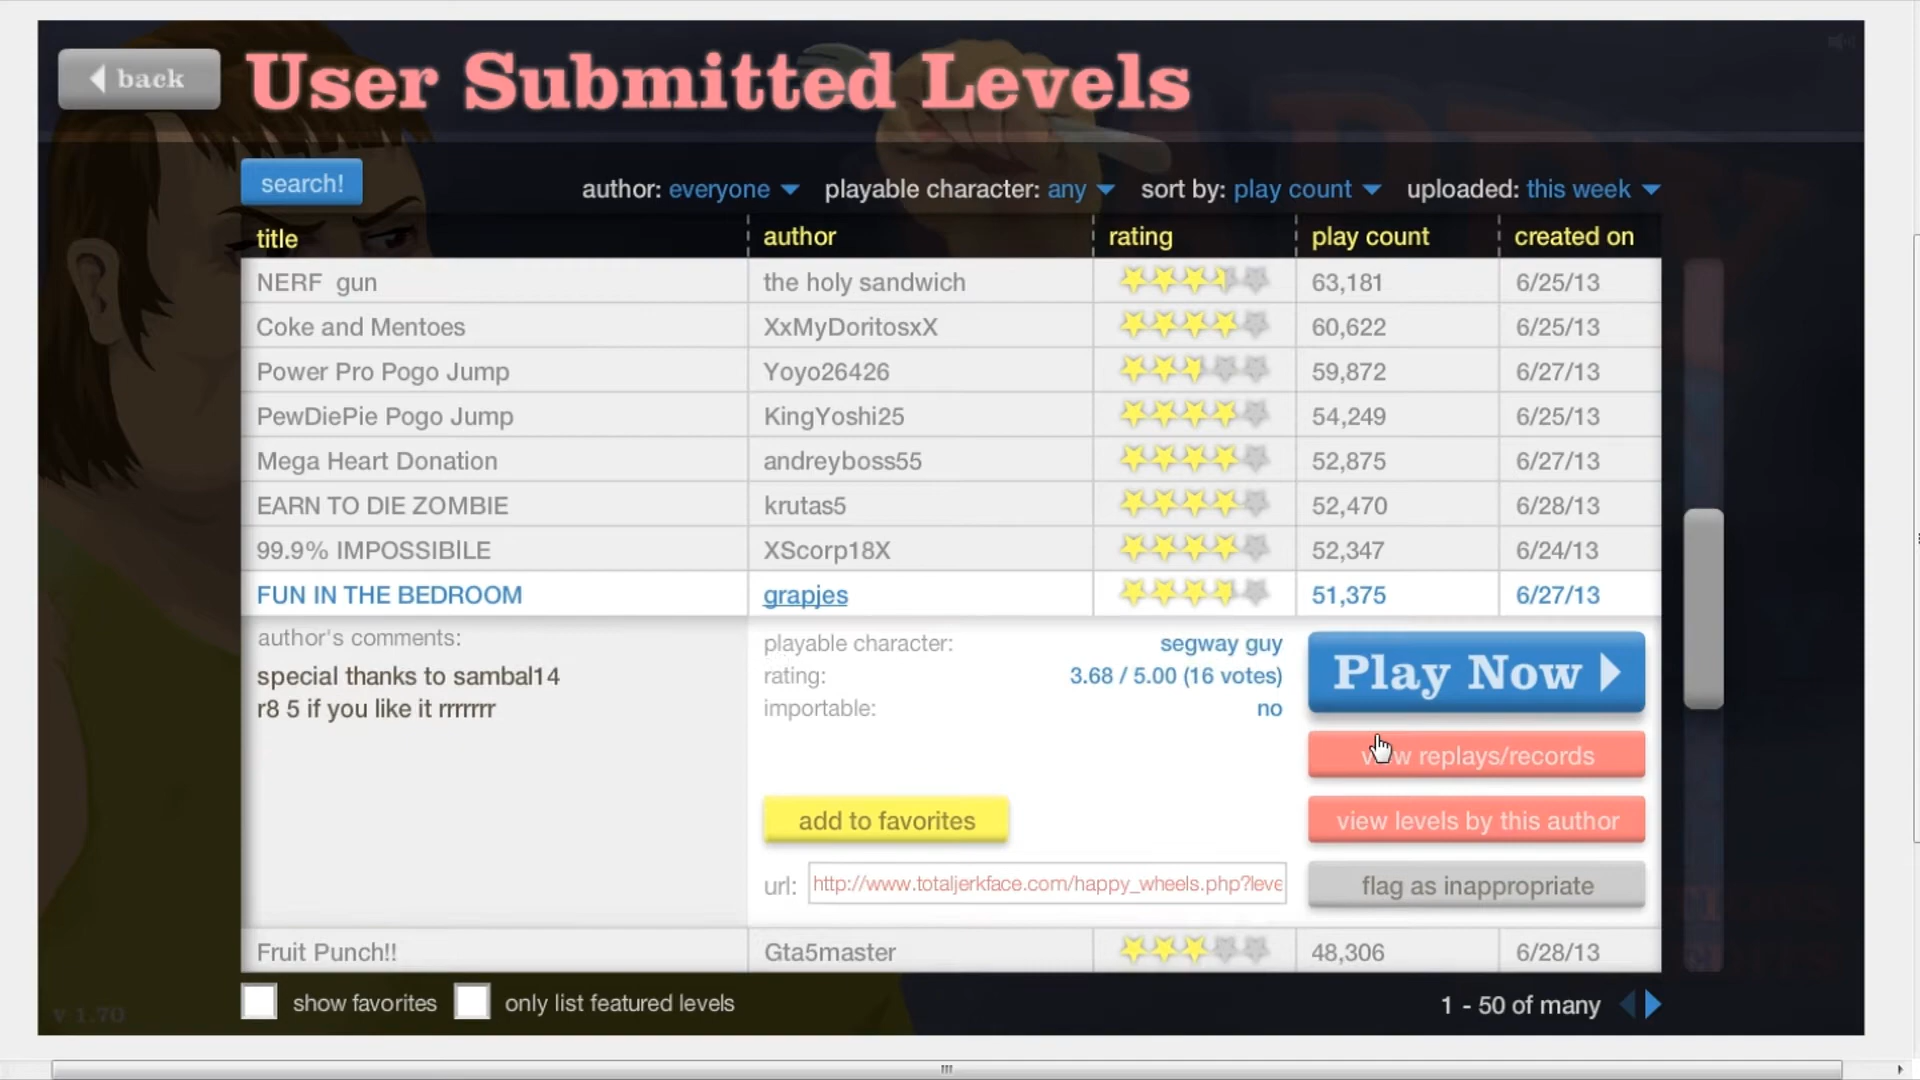 back
User Submitted Levels
search!
author: everyone playable character: any sort by: play count uploaded: this week
title author rating play count created on
NERF gun the holy sandwich 63,181 6/25/13
Coke and Mentoes XxMyDoritosxX 60,622 6/25/13
Power Pro Pogo Jump Yoyo26426 59,872 6/27/13
PewDiePie Pogo Jump KingYoshi25 54,249 6/25/13
Mega Heart Donation andreyboss55 52,875 6/27/13
EARN TO DIE ZOMBIE krutas5 52,470 6/28/13
99.9% IMPOSSIBlLE XScorp18X 52,347 6/24/13
FUN IN THE BEDROOM grapjes 51,375 6/27/13
author's comments:
special thanks to sambal14
r8 5 if you like it rrrrrrr
playable character: segway guy
rating: 3.68 / 5.00 (16 votes)
importable: no
Play Now
view replays/records
add to favorites
view levels by this author
url: http://www.totaljerkface.com/happy_wheels.php?leve
flag as inappropriate
Fruit Punch!! Gta5master 48,306 6/28/13
show favorites only list featured levels
1 - 50 of many
v 1.70